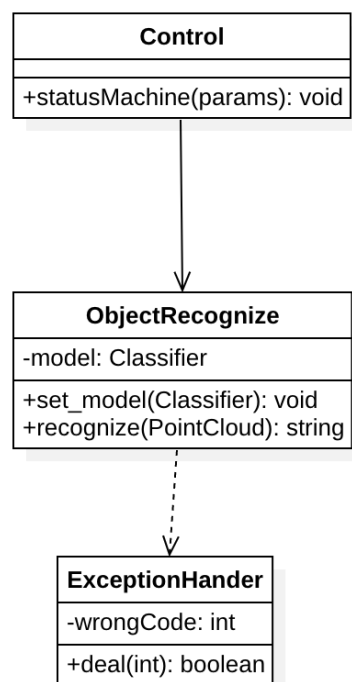 Control
+statusMachine(params): void
ObjectRecognize
-model: Classifier
+set_model(Classifier): void
+recognize(PointCloud): string
ExceptionHander
-wrongCode: int
+deal(int): boolean